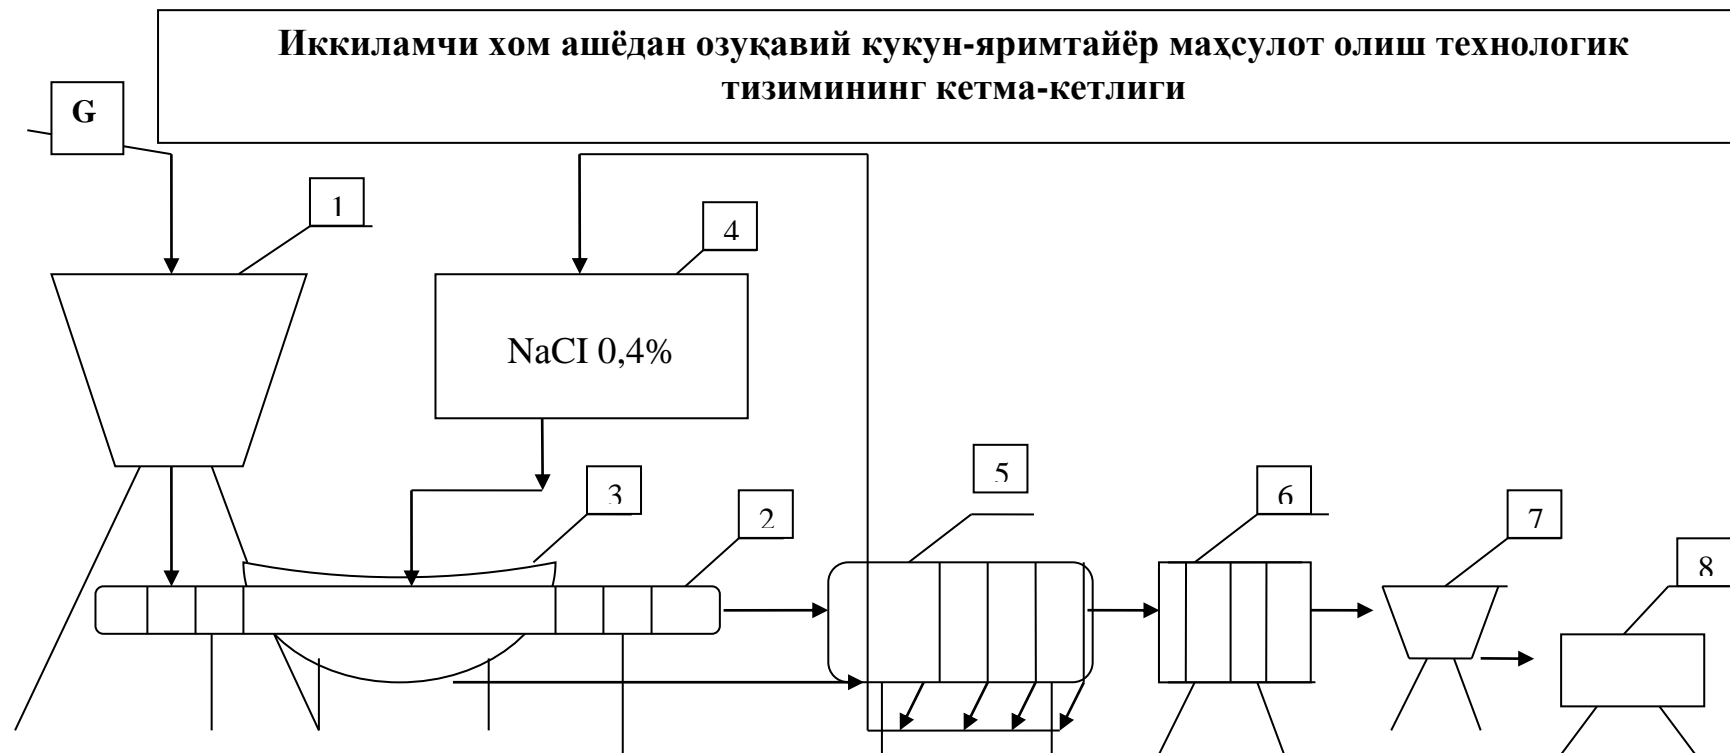 Иккиламчи хом ашёдан озуқавий кукун-яримтайёр маҳсулот олиш технологик
тизимининг кетма-кетлиги
G
1
4
NaCI 0,4%
5
3
6
2
7
8